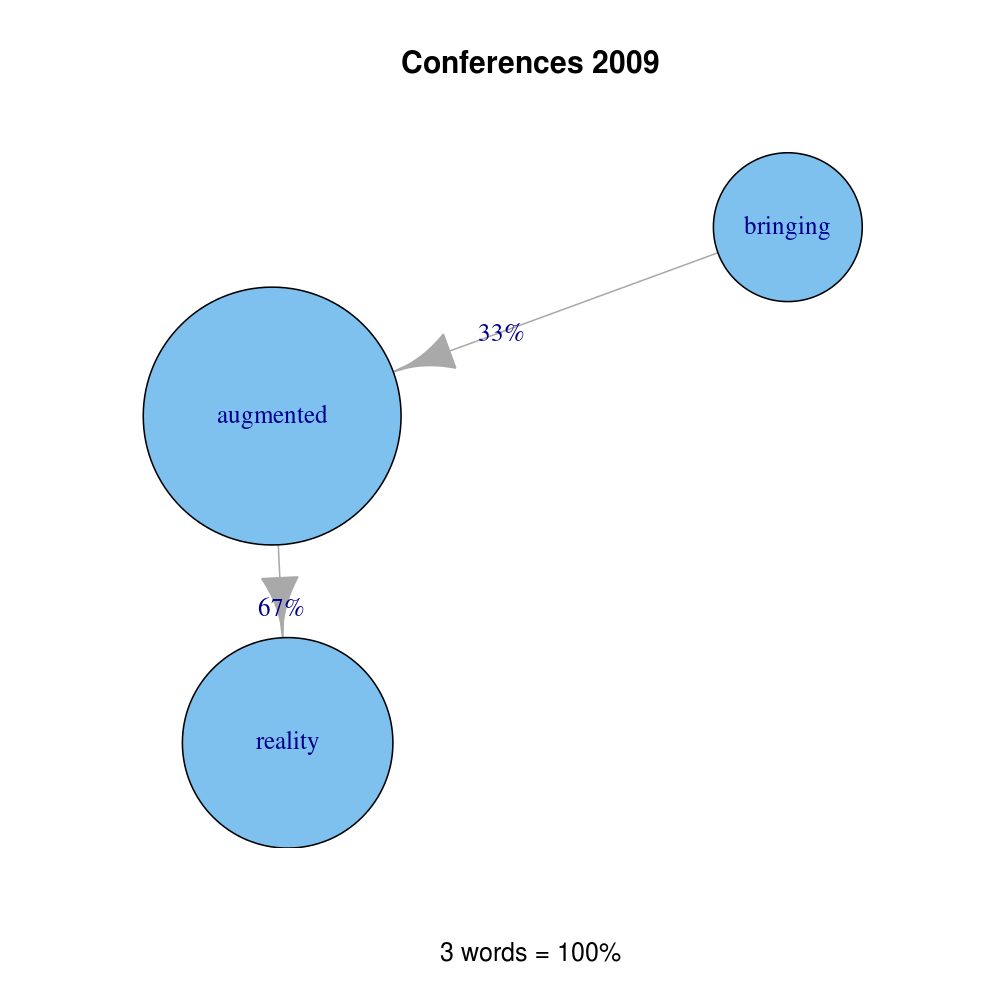 Conferences 2009
bringing
33%
augmented
67%
reality
3 words = 100%